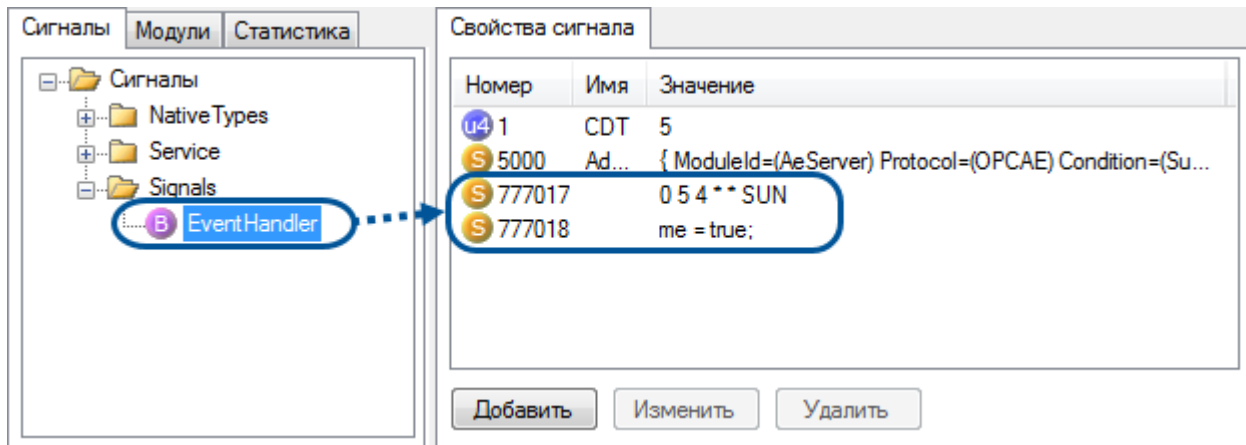 Сигналы Модули Статистика
Сигналы
NativeTypes
Service
Signals
B EventHandler
Свойства сигнала
Номер Имя Значение
u4 1 CDT 5
S 5000 Ad... { ModuleId=(AeServer) Protocol=(OPCAE) Condition=(Su...
S 777017 0 5 4 * * SUN
S 777018 me = true;
Добавить Изменить Удалить